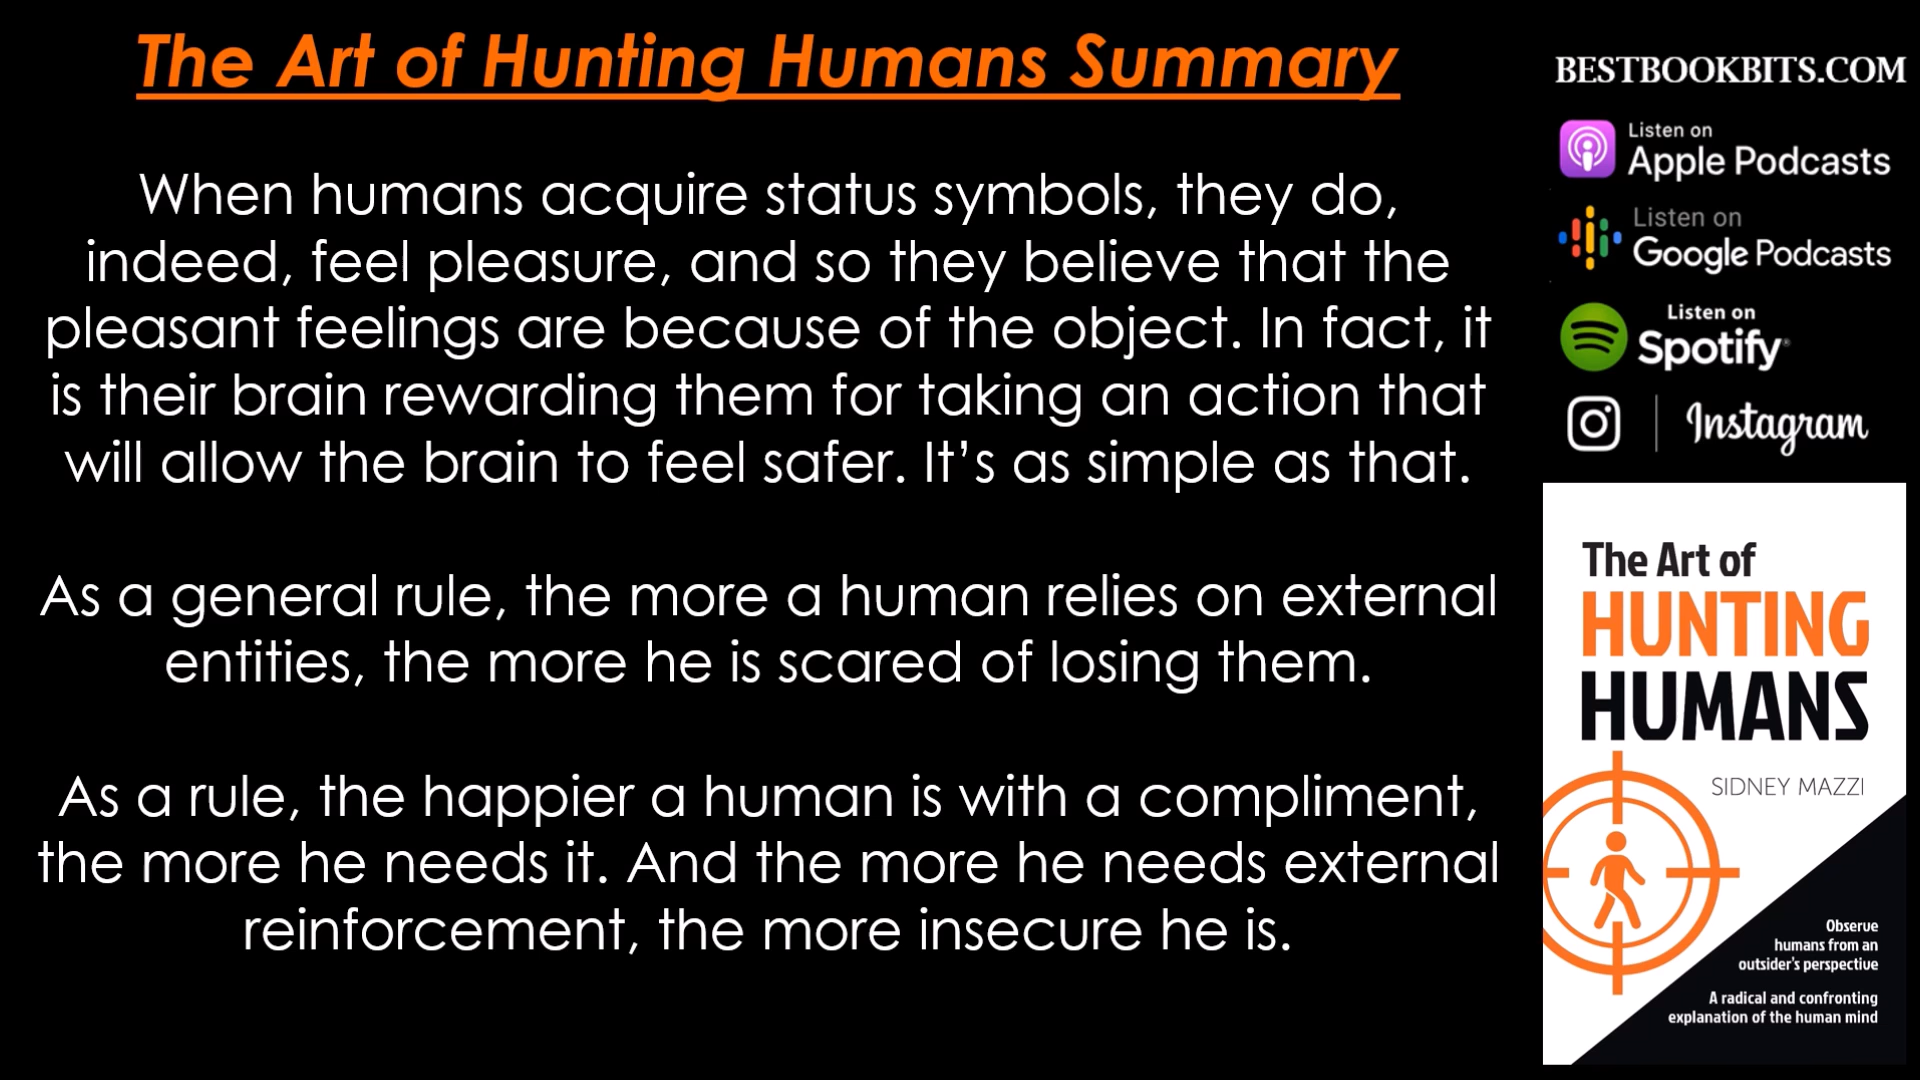 The Art of Hunting Humans Summary
When humans acquire status symbols, they do,
indeed, feel pleasure, and so they believe that the
pleasant feelings are because of the object. In fact, it
is their brain rewarding them for taking an action that
will allow the brain to feel safer. It’s as simple as that.
As a general rule, the more a human relies on external
entities, the more he is scared of losing them.
As a rule, the happier a human is with a compliment,
the more he needs it. And the more he needs external
reinforcement, the more insecure he is.
BESTBOOKBITS.COM
Listen on
Apple Podcasts
Listen on
Google Podcasts
Listen on
Spotify
Instagram
The Art of
HUNTING
HUMANS
SIDNEY MAZZI
Observe
humans from an
outsider's perspective
A radical and confronting
explanation of the human mind